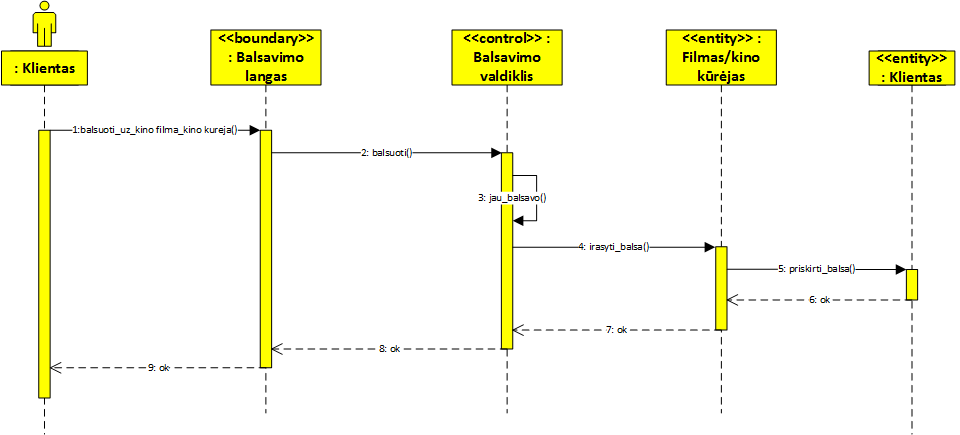 : Klientas
<<boundary>>
: Balsavimo
langas
<<control>> :
Balsavimo
valdiklis
<<entity>> :
Filmas/kino
kūrėjas
<<entity>>
: Klientas
1:balsuoti_uz_kino filma_kino kureja()
2: balsuoti()
3: jau_balsavo()
4: irasyti_balsa()
5: priskirti_balsa()
6: ok
7: ok
8: ok
9: ok